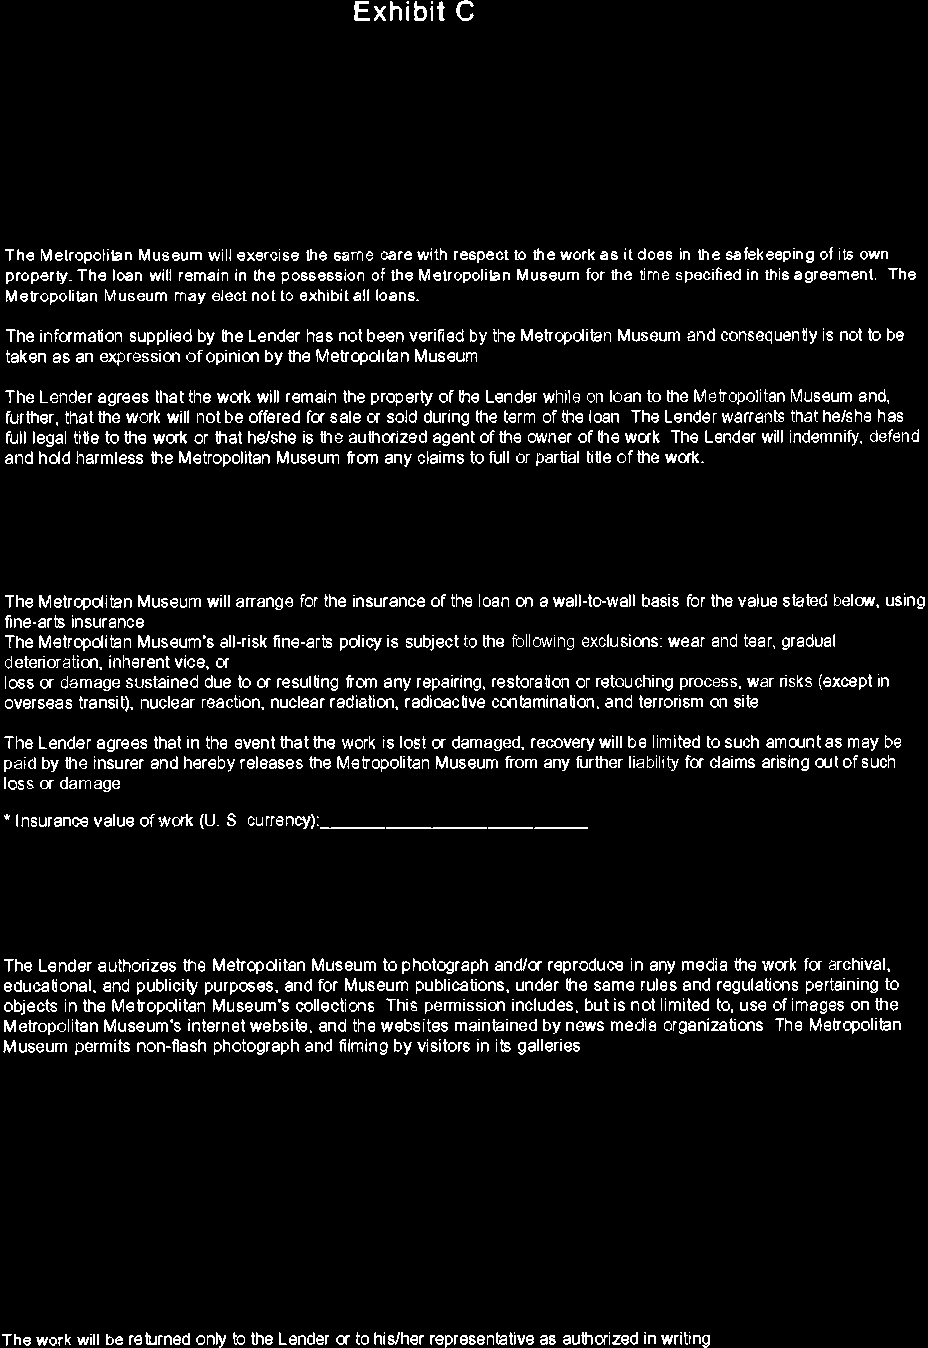 Exhibit C
The Metropolitan Museum will exercise the same care with respect to the work as it does in the safekeeping of its own
property. The loan will remain in the possession of the Metropolitan Museum for the time specified in this agreement. The
Metropolitan Museum may elect not to exhibit all loans.
The information supplied by the Lender has not been verified by the Metropolitan Museum and consequently is not to be
taken as an expression of opinion by the Metropolitan Museum
The Lender agrees that the work will remain the property of the Lender while on loan to the Metropolitan Museum and,
further, that the work will not be offered for sale or sold during the term of the loan The Lender warrants that he/she has
full legal title to the work or that he/she is the authorized agent of the owner of the work The Lender will indemnify, defend
and hold harmless the Metropolitan Museum from any claims to full or partial title of the work.
The Metropolitan Museum will arrange for the insurance of the loan on a wall-to-wall basis for the value stated below, using
fine-arts insurance
The Metropolitan Museum's all-risk fine-arts policy is subject to the following exclusions: wear and tear, gradual
deterioration, inherent vice, or
loss or damage sustained due to or resulting from any repairing, restoration or retouching process, war risks (except in
overseas transit), nuclear reaction, nuclear radiation, radioactive contamination, and terrorism on site
The Lender agrees that in the event that the work is lost or damaged, recovery will be limited to such amount as may be
paid by the insurer and hereby releases the Metropolitan Museum from any further liability for claims arising out of such
loss or damage
* Insurance value of work (U. S currency):____________________
The Lender authorizes the Metropolitan Museum to photograph and/or reproduce in any media the work for archival,
educational, and publicity purposes, and for Museum publications, under the same rules and regulations pertaining to
objects in the Metropolitan Museum's collections This permission includes, but is not limited to, use of images on the
Metropolitan Museum's internet website, and the websites maintained by news media organizations The Metropolitan
Museum permits non-flash photograph and filming by visitors in its galleries
The work will be returned only to the Lender or to his/her representative as authorized in writing